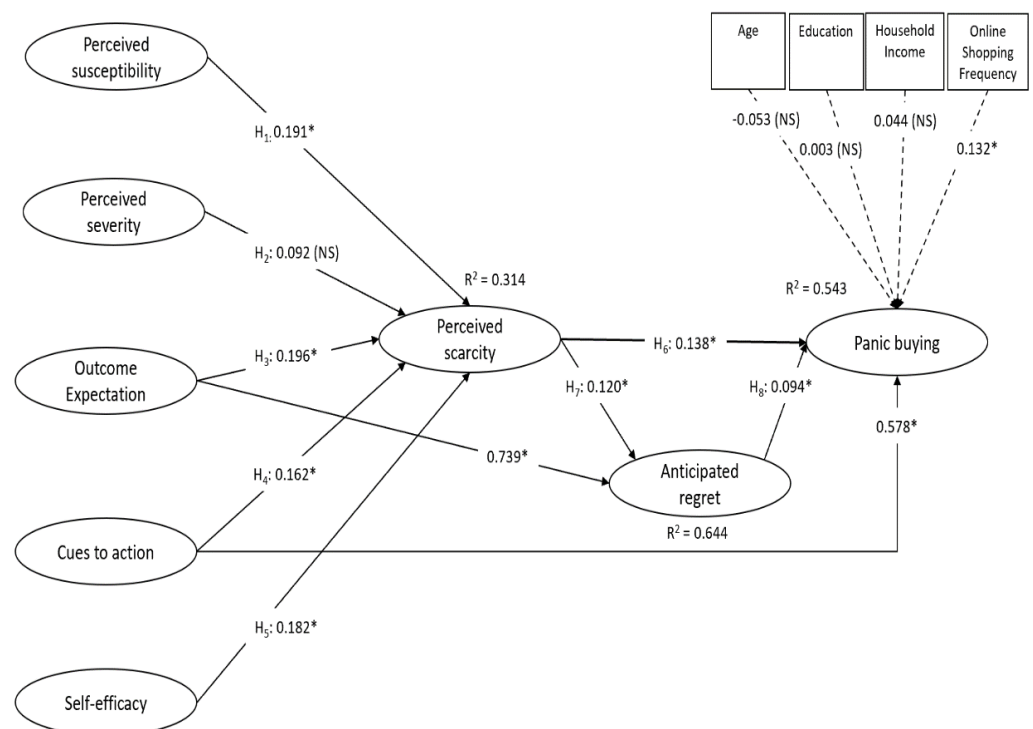 Perceived
susceptibility
Age
Education
Household
Income
Online
Shopping
Frequency
-0.053 (NS)
0.003 (NS)
0.044 (NS)
0.132*
H₁: 0.191*
Perceived
severity
H₂: 0.092 (NS)
R² = 0.314
R² = 0.543
Perceived
scarcity
H₆: 0.138*
Panic buying
H₃: 0.196*
Outcome
Expectation
H₇: 0.120*
H₈: 0.094*
0.578*
0.739*
H₄: 0.162*
Anticipated
regret
R² = 0.644
Cues to action
H₅: 0.182*
Self-efficacy